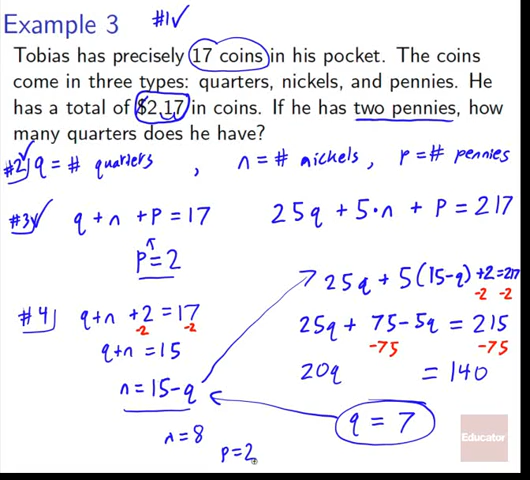 Example 3 #1✓
Tobias has precisely 17 coins in his pocket. The coins
come in three types: quarters, nickels, and pennies. He
has a total of $2.17 in coins. If he has two pennies, how
many quarters does he have?
#2✓ q = # quarters , n = # nickels , p = # pennies
#3✓ q + n + p = 17 25q + 5·n + p = 217
p = 2
25q + 5(15-q) + 2 = 217
-2 -2
#4 q + n + 2 = 17 25q + 75 - 5q = 215
-2 -2 -75 -75
q + n = 15 20q = 140
n = 15 - q
q = 7
n = 8
p = 2
Educator